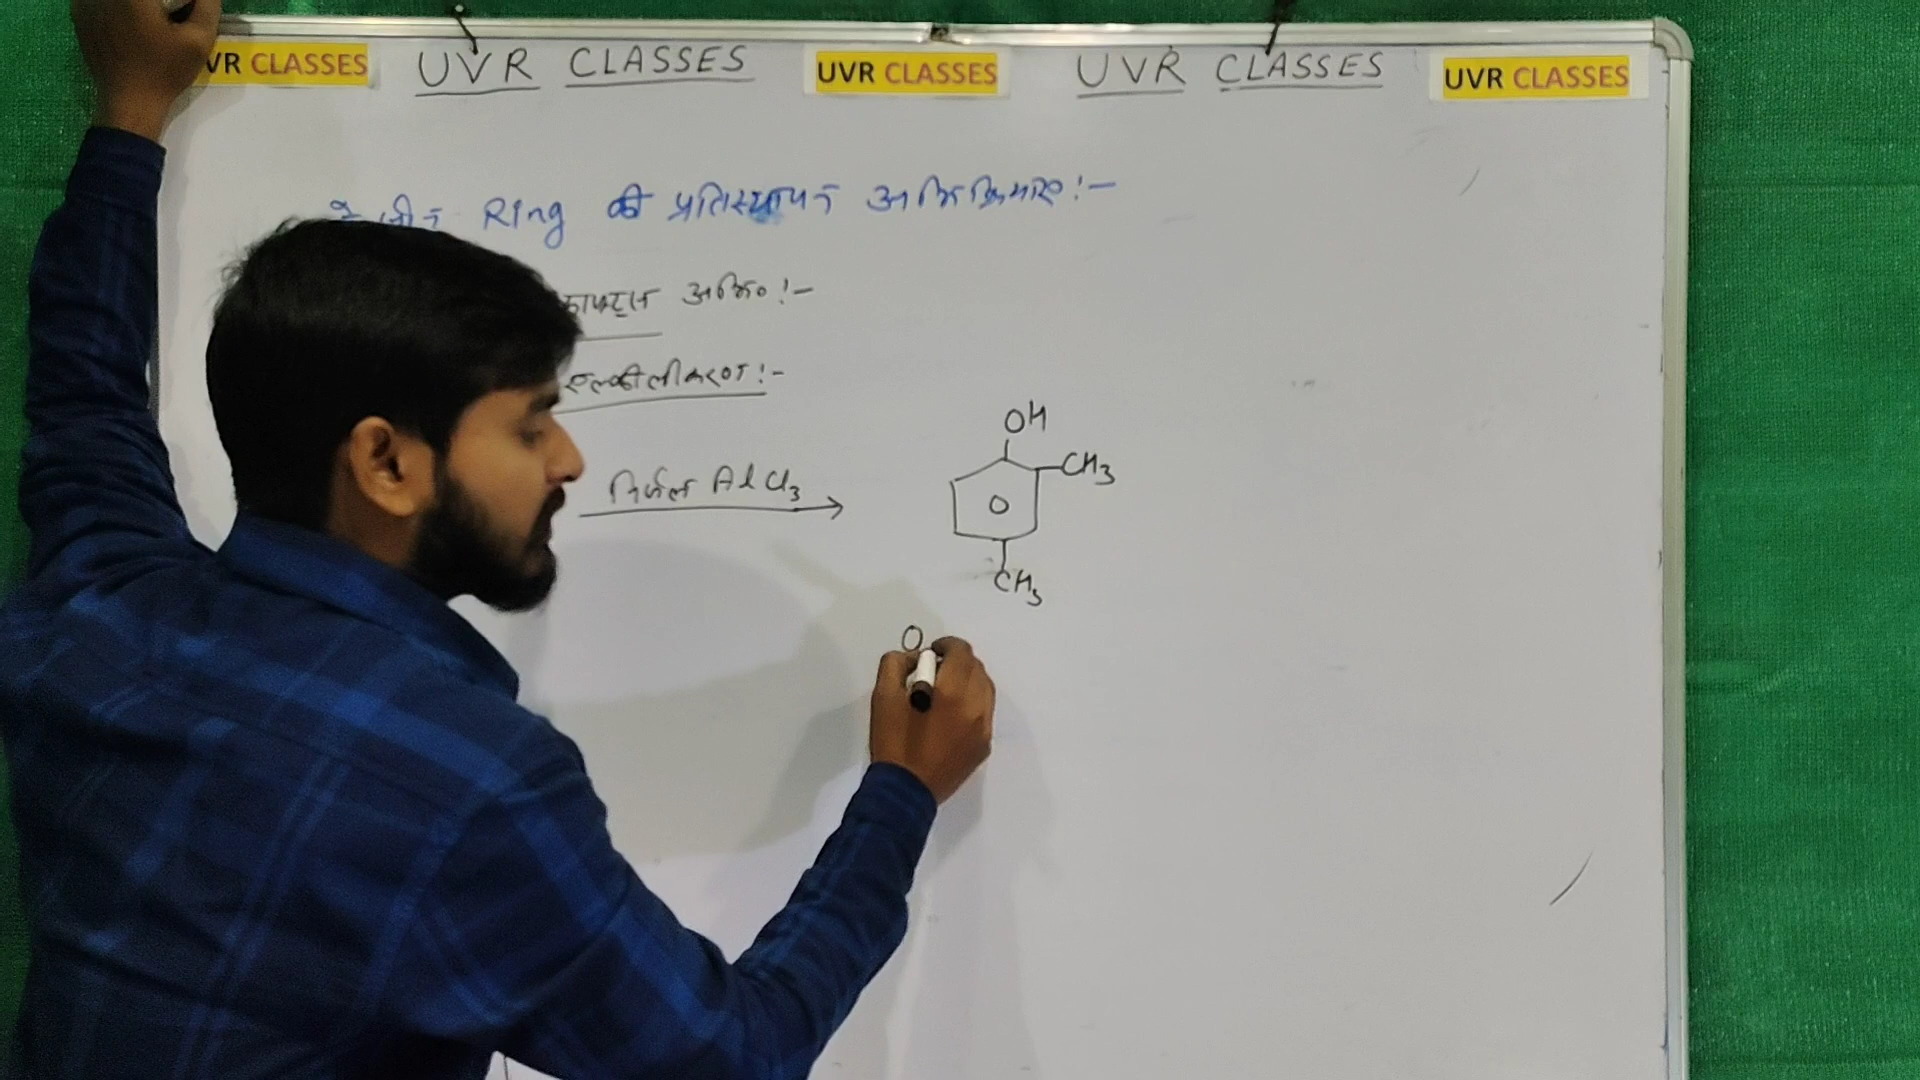 VR CLASSES UVR CLASSES UVR CLASSES UVR CLASSES UVR CLASSES
Ring की प्रतिस्थापन अभिक्रियाए:-
क्राफ्ट्स अभि०:-
एल्कीलीकरण:-
OH
CH3
निर्जल AlCl3
CH3
O